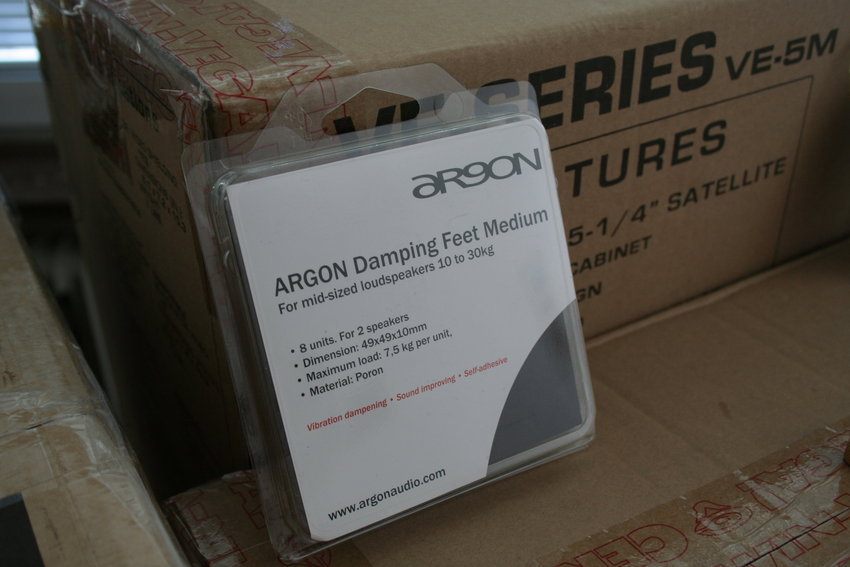 VE SERIES VE-5M
TURES
5-1/4" SATELLITE
CABINET
GN
aRgON
ARGON Damping Feet Medium
For mid-sized loudspeakers 10 to 30kg
• 8 units. For 2 speakers
• Dimension: 49x49x10mm
• Maximum load: 7,5 kg per unit,
• Material: Poron
Vibration dampening • Sound improving • Self-adhesive
www.argonaudio.com